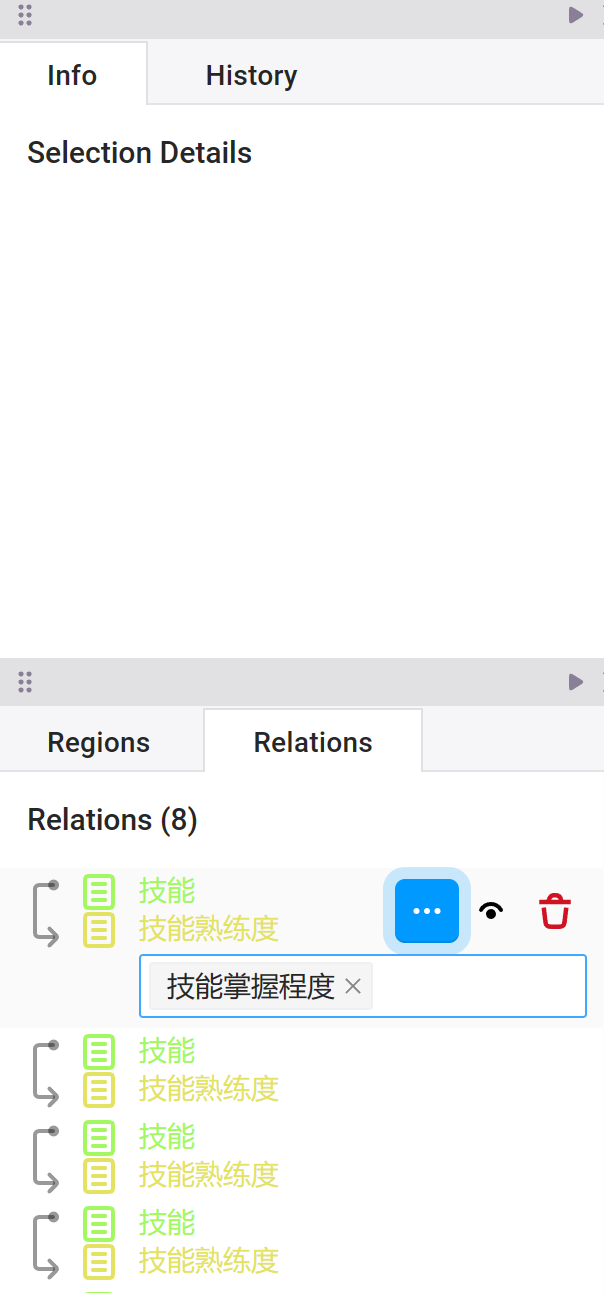 Info History
Selection Details
Regions Relations
Relations (8)
技能
技能熟练度
技能掌握程度
技能
技能熟练度
技能
技能熟练度
技能
技能熟练度